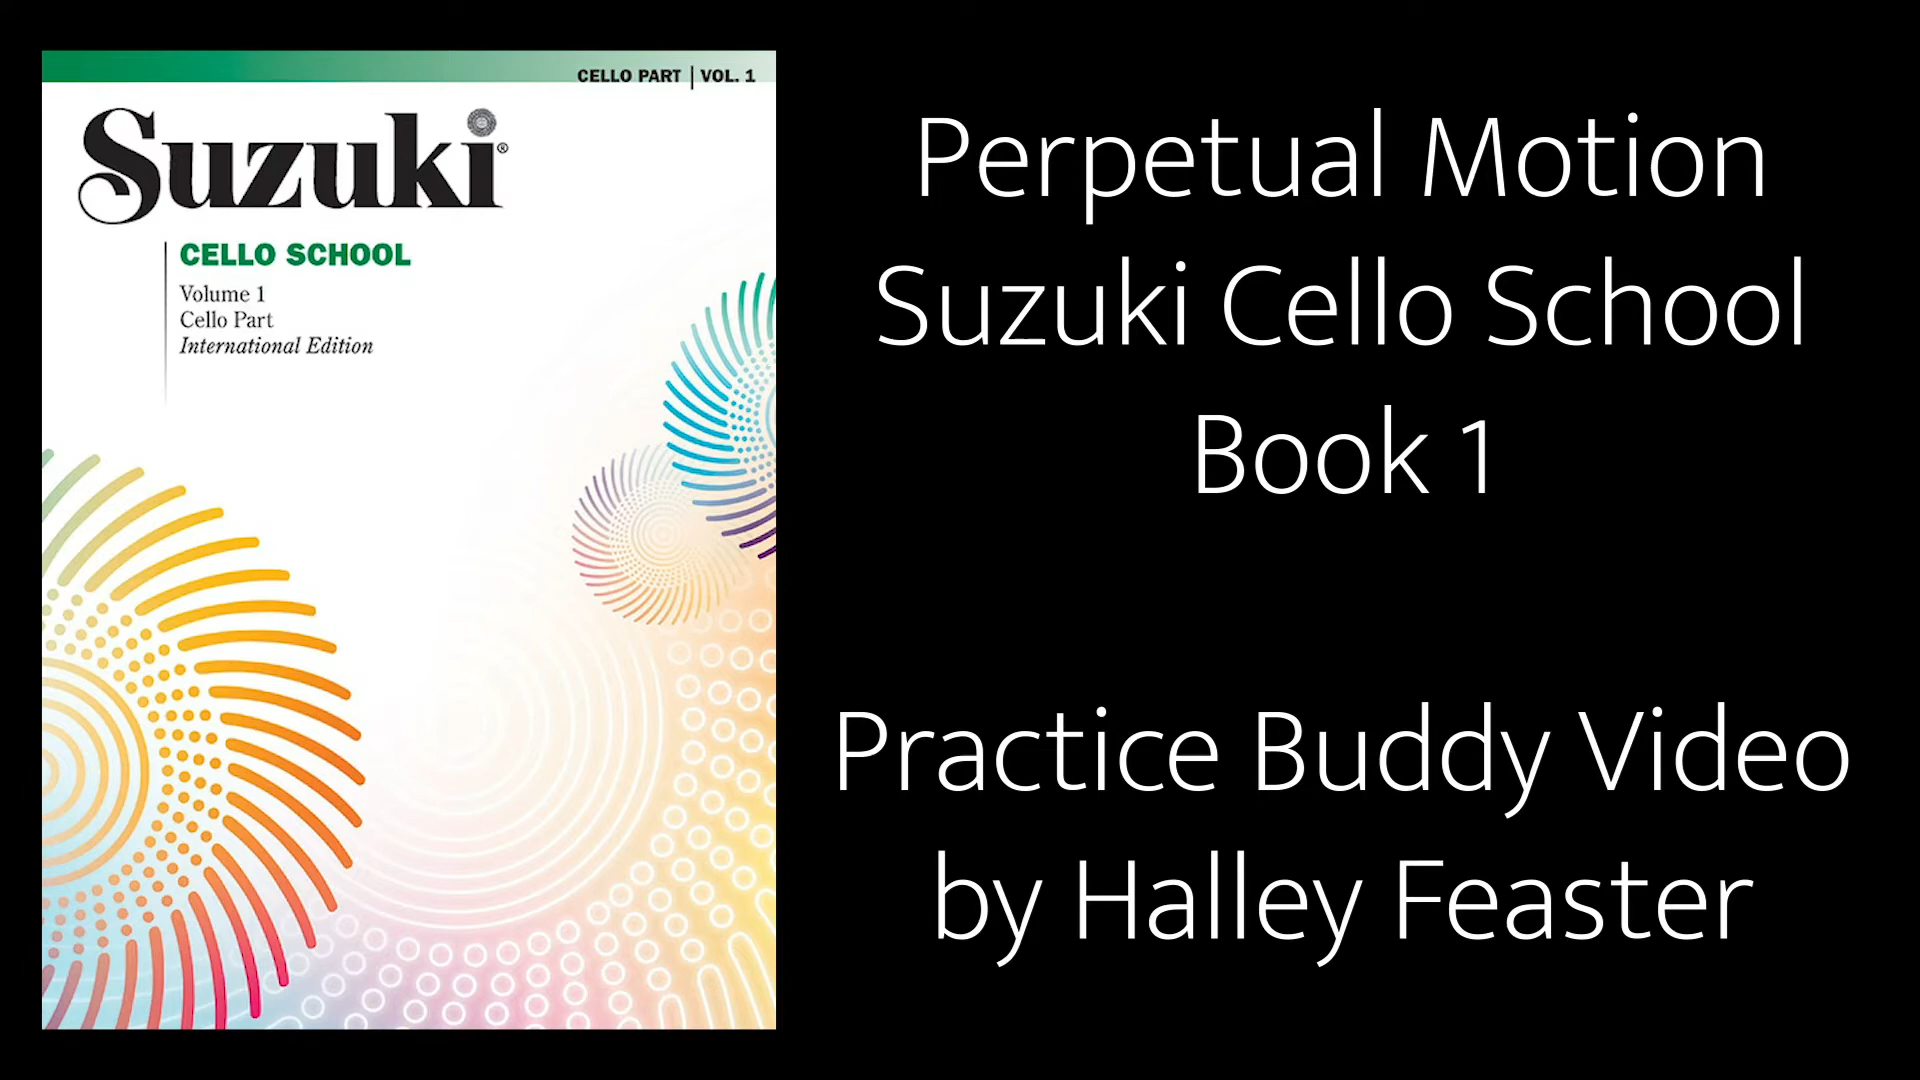 CELLO PART | VOL. 1
Suzuki®
CELLO SCHOOL
Volume 1
Cello Part
International Edition
Perpetual Motion
Suzuki Cello School
Book 1
Practice Buddy Video
by Halley Feaster